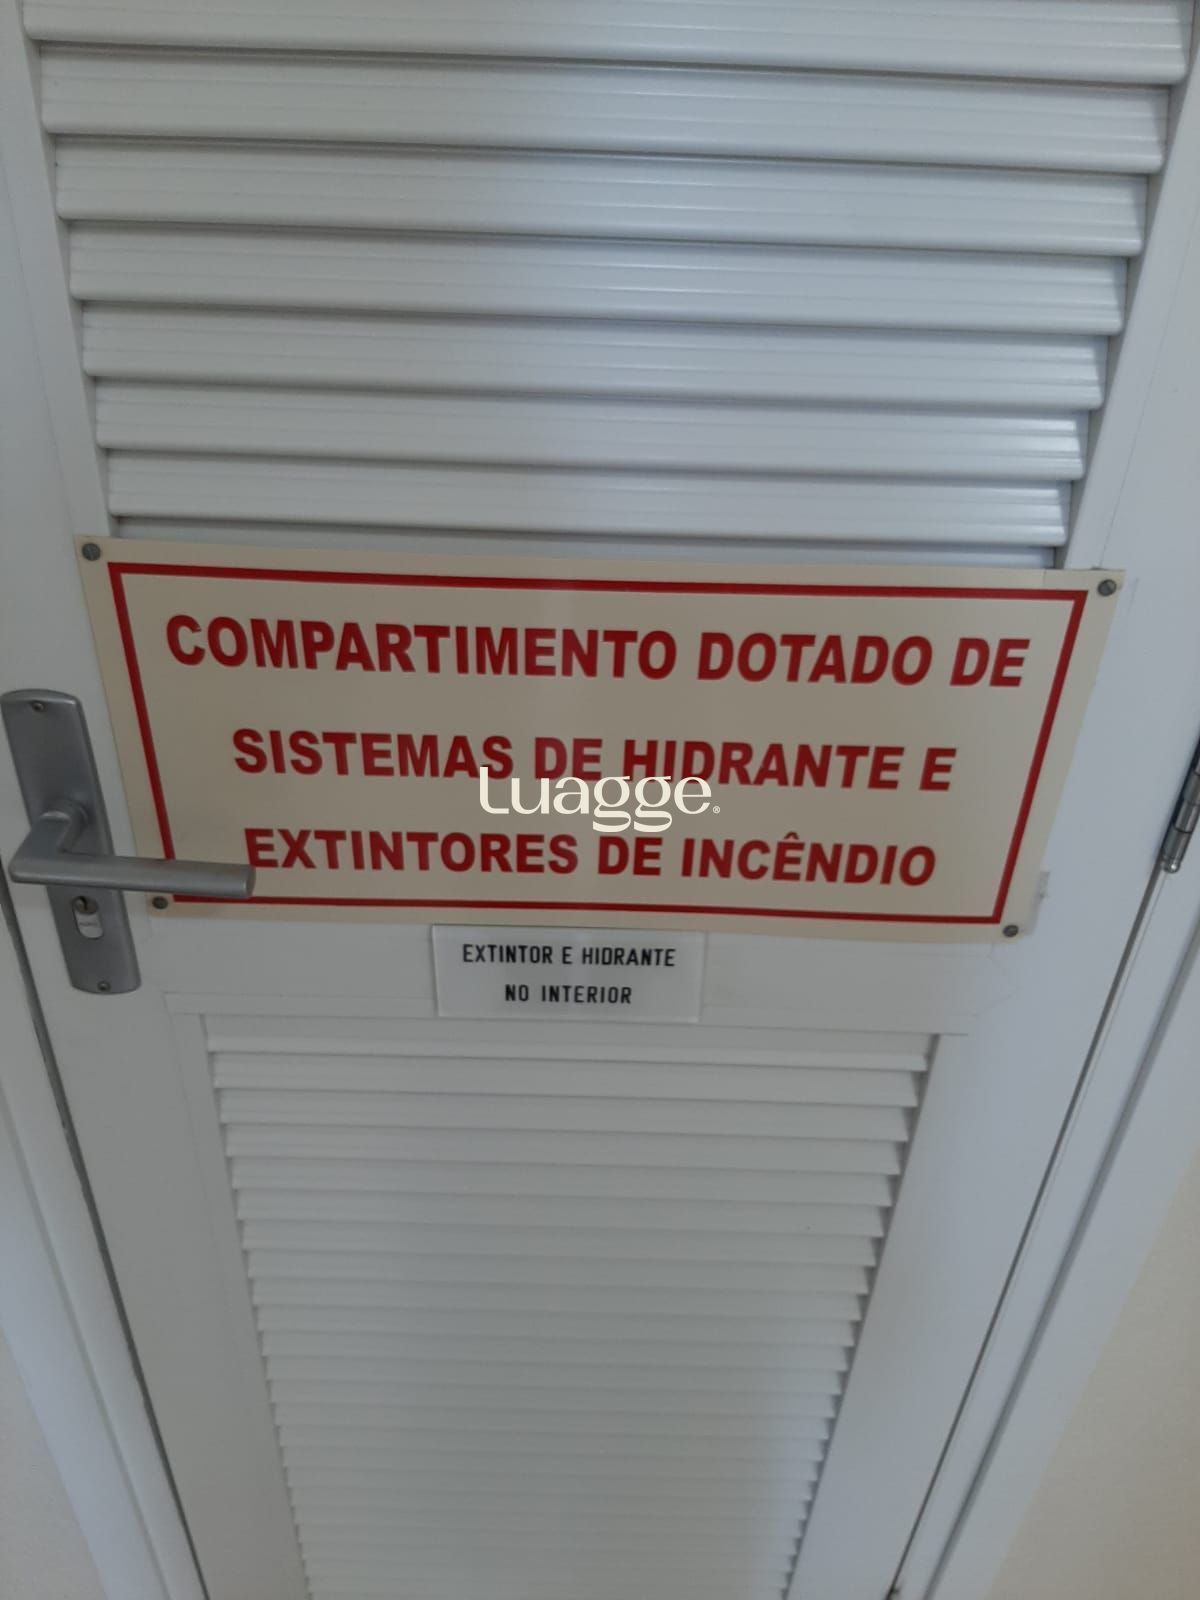 COMPARTIMENTO DOTADO DE
SISTEMAS DE HIDRANTE E
Luagge®
EXTINTORES DE INCÊNDIO
EXTINTOR E HIDRANTE
NO INTERIOR